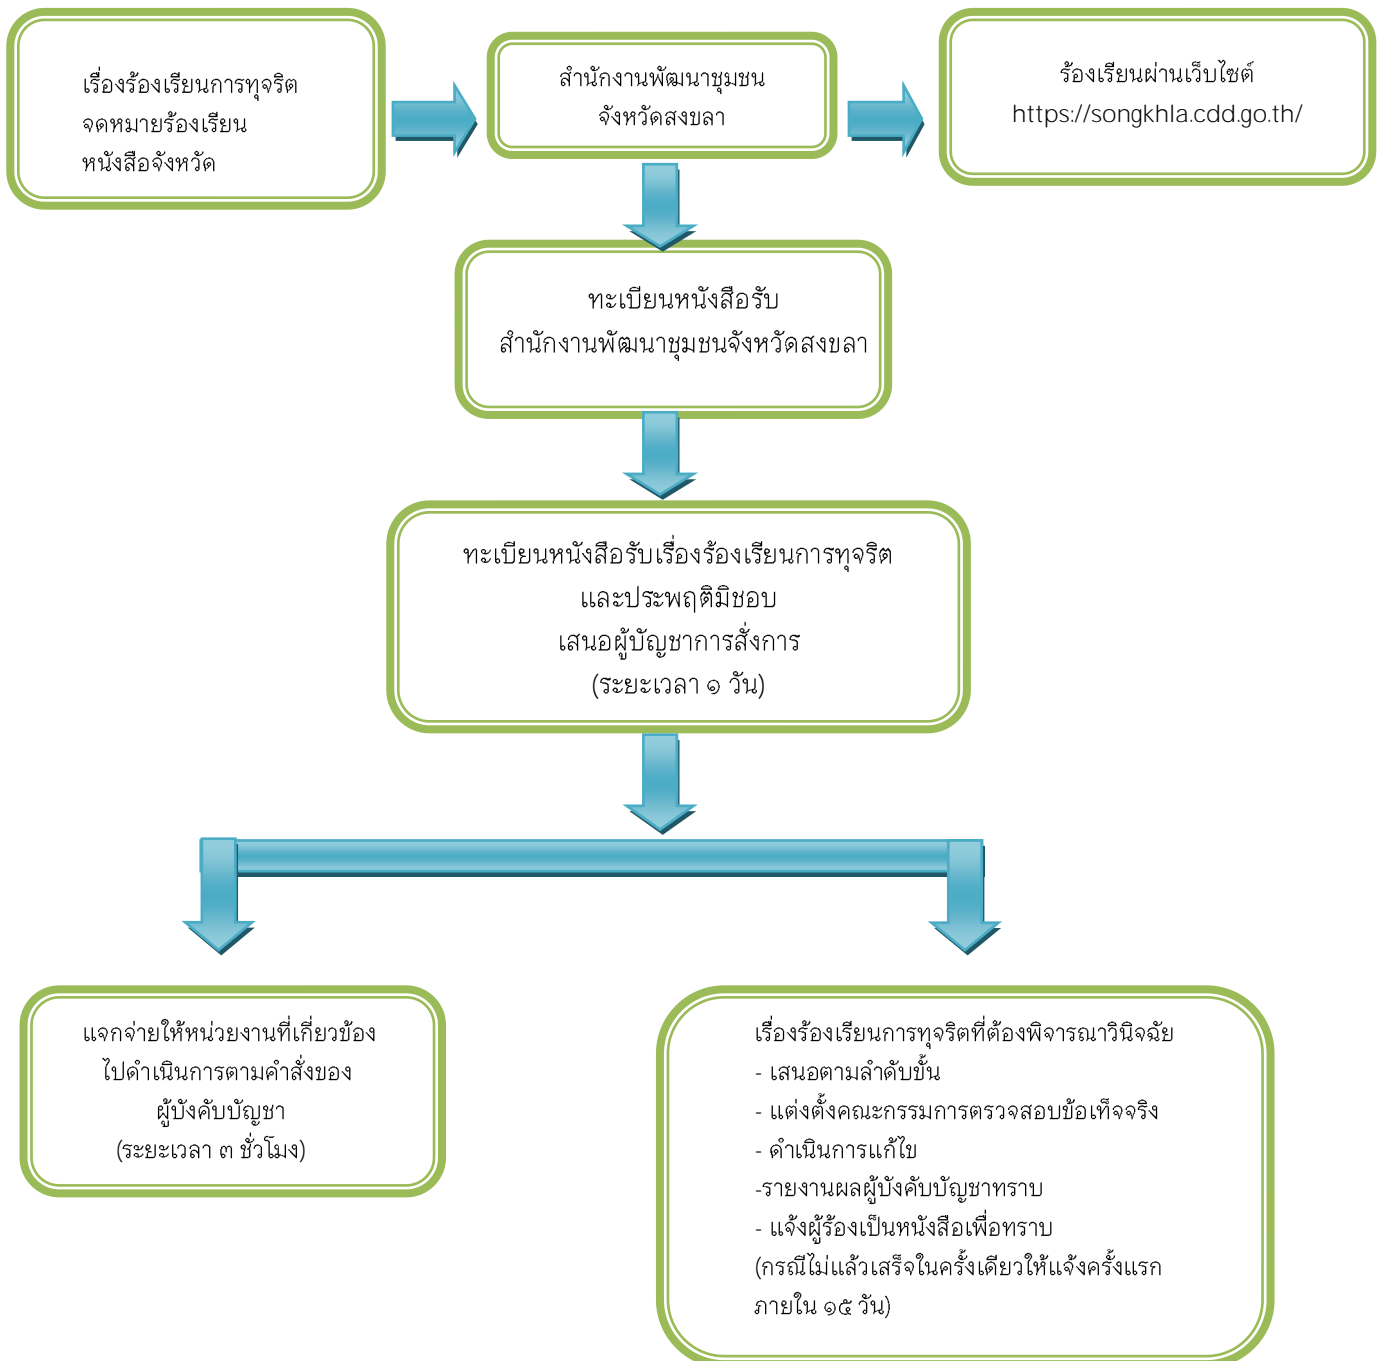 เรื่องร้องเรียนการทุจริต
จดหมายร้องเรียน
หนังสือจังหวัด
สำนักงานพัฒนาชุมชน
จังหวัดสงขลา
ร้องเรียนผ่านเว็บไซต์
https://songkhla.cdd.go.th/
ทะเบียนหนังสือรับ
สำนักงานพัฒนาชุมชนจังหวัดสงขลา
ทะเบียนหนังสือรับเรื่องร้องเรียนการทุจริต
และประพฤติมิชอบ
เสนอผู้บัญชาการสั่งการ
(ระยะเวลา ๑ วัน)
แจกจ่ายให้หน่วยงานที่เกี่ยวข้อง
ไปดำเนินการตามคำสั่งของ
ผู้บังคับบัญชา
(ระยะเวลา ๓ ชั่วโมง)
เรื่องร้องเรียนการทุจริตที่ต้องพิจารณาวินิจฉัย
- เสนอตามลำดับขั้น
- แต่งตั้งคณะกรรมการตรวจสอบข้อเท็จจริง
- ดำเนินการแก้ไข
-รายงานผลผู้บังคับบัญชาทราบ
- แจ้งผู้ร้องเป็นหนังสือเพื่อทราบ
(กรณีไม่แล้วเสร็จในครั้งเดียวให้แจ้งครั้งแรก
ภายใน ๑๕ วัน)